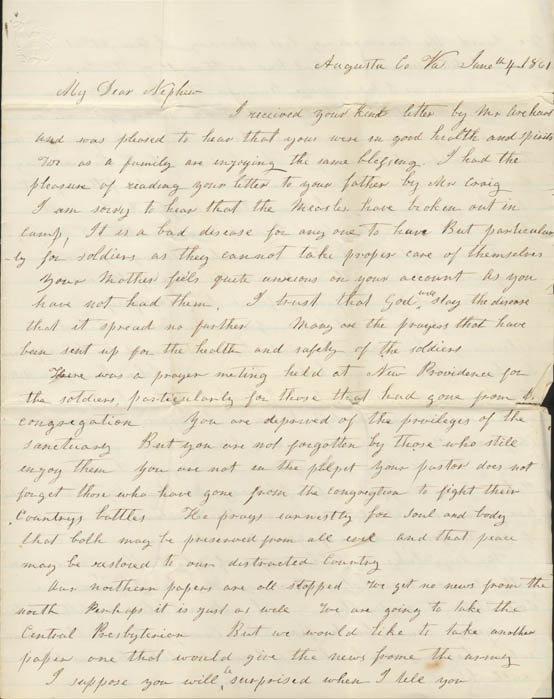 Augusta Co Va June 4th 1861
My Dear Nephew
I received your kind letter by Mr Arehart
and was pleased to hear that yous were in good health and spirits
We as a family are enjoying the same blessing. I had the
pleasure of reading your letter to your father by Mr Craig
I am sorry to hear that the Measles have broken out in
camp, It is a bad disease for any one to have But particular
-ly for soldiers as they cannot take proper care of themselves
Your Mother feels quite unxious on your account As you
have not had them. I trust that God will stay the disease
that it spread no further Many are the prayers that have
been sent up for the health and safety of the soldiers
There was a prayer meting held at New Providence for
the soldiers particularly for those that had gone from
congregation You are deprived of the privileges of the
sanctuary But you are not forgotten by those who still
enjoy them you are not in the pulpet your pastor does not
forget those who have gone from the congregtion to fight their
Countrys battles He prays earnistly for soul and body
that both may be preserved from all evel and that peace
may be restored to our distracted Country
Our northern papers are all stopped We get no news from the
north Perhaps it is just as well We are going to take the
Central Presbyterien But we would like to take another
paper one that would give the news frome the army
I suppose you will be surprised when I tell you